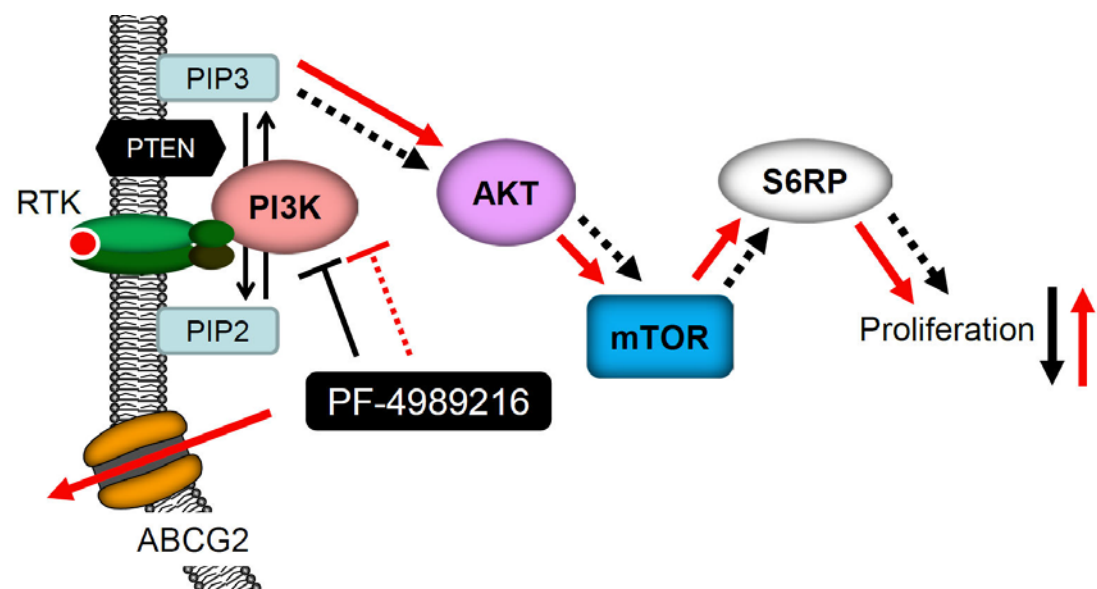 PIP3
PTEN
RTK
PI3K
AKT
S6RP
PIP2
mTOR
Proliferation
PF-4989216
ABCG2